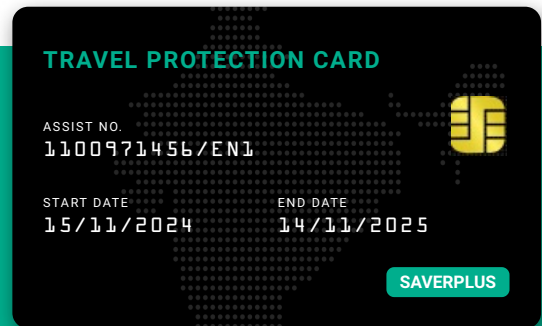 TRAVEL PROTECTION CARD
ASSIST NO.
1100971456/EN1
START DATE END DATE
15/11/2024 14/11/2025
SAVERPLUS